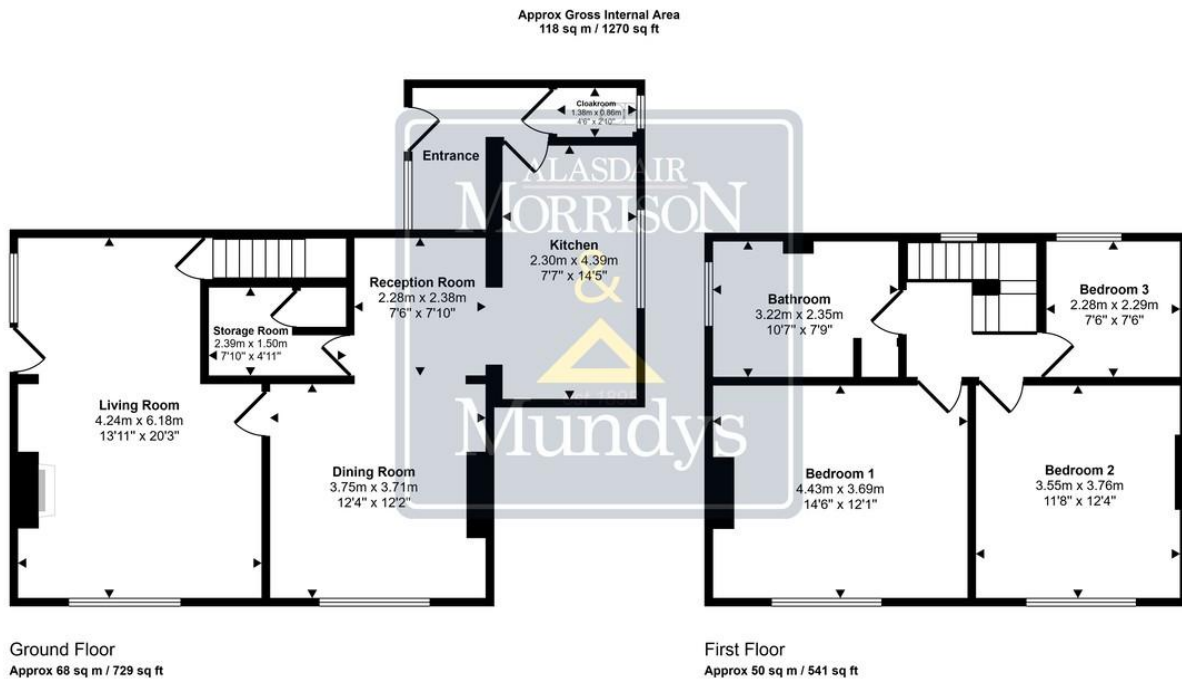 Approx Gross Internal Area
118 sq m / 1270 sq ft
Cloakroom
1.38m x 0.86m
4'6" x 2'10"
Entrance
ALASDAIR
MORRISON
&
Mundys
Kitchen
2.30m x 4.39m
7'7" x 14'5"
Reception Room
2.28m x 2.38m
7'6" x 7'10"
Storage Room
2.39m x 1.50m
7'10" x 4'11"
Living Room
4.24m x 6.18m
13'11" x 20'3"
Dining Room
3.75m x 3.71m
12'4" x 12'2"
Ground Floor
Approx 68 sq m / 729 sq ft
Bathroom
3.22m x 2.35m
10'7" x 7'9"
Bedroom 3
2.28m x 2.29m
7'6" x 7'6"
Bedroom 1
4.43m x 3.69m
14'6" x 12'1"
Bedroom 2
3.55m x 3.76m
11'8" x 12'4"
First Floor
Approx 50 sq m / 541 sq ft